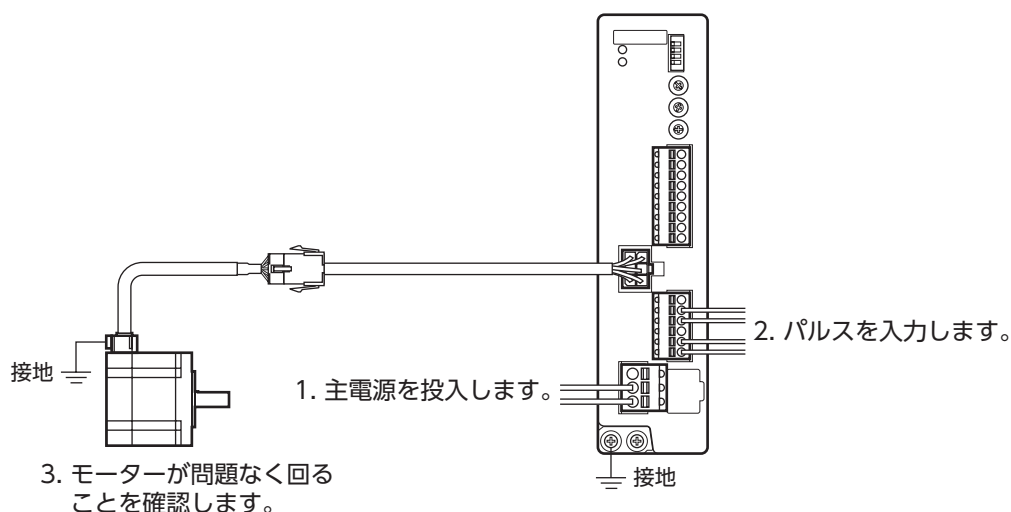 2. パルスを入力します。
接地
1. 主電源を投入します。
3. モーターが問題なく回る
ことを確認します。
接地